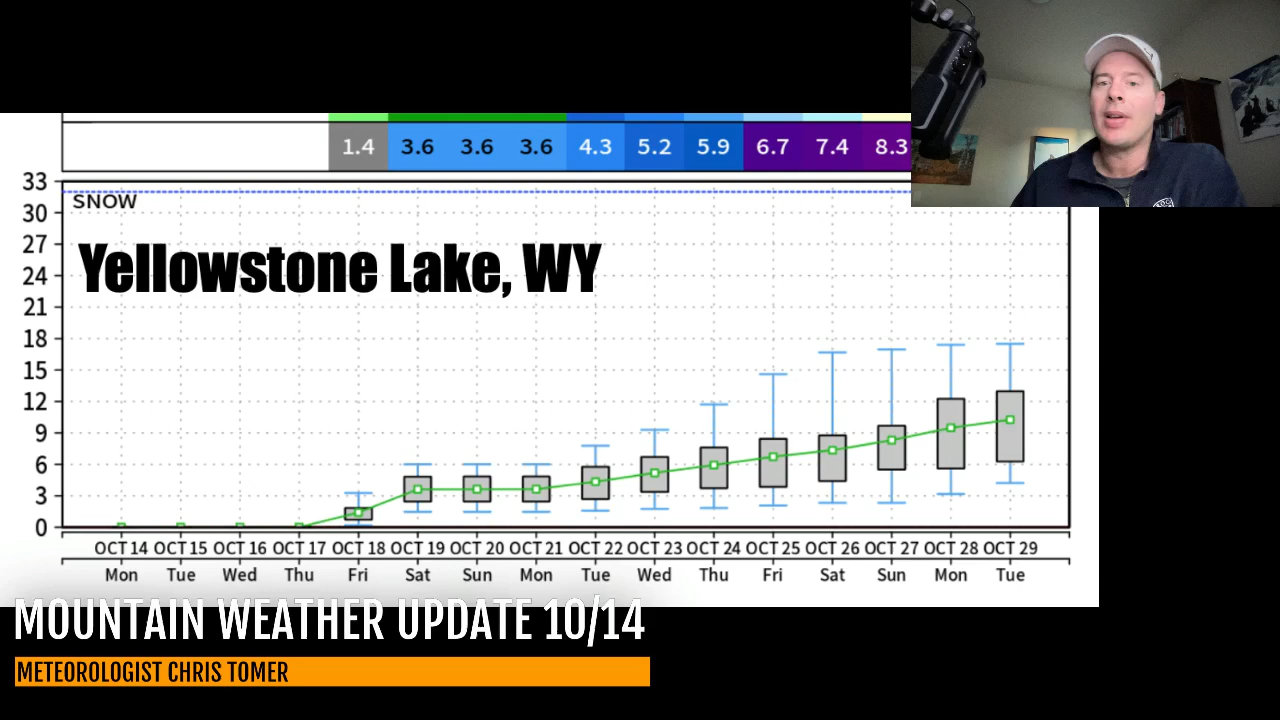 1.4 3.6 3.6 3.6 4.3 5.2 5.9 6.7 7.4 8.3
33
SNOW
30
27
Yellowstone Lake, WY
24
21
18
15
12
9
6
3
0
OCT 14 OCT 15 OCT 16 OCT 17 OCT 18 OCT 19 OCT 20 OCT 21 OCT 22 OCT 23 OCT 24 OCT 25 OCT 26 OCT 27 OCT 28 OCT 29
Mon Tue Wed Thu Fri Sat Sun Mon Tue Wed Thu Fri Sat Sun Mon Tue
MOUNTAIN WEATHER UPDATE 10/14
METEOROLOGIST CHRIS TOMER